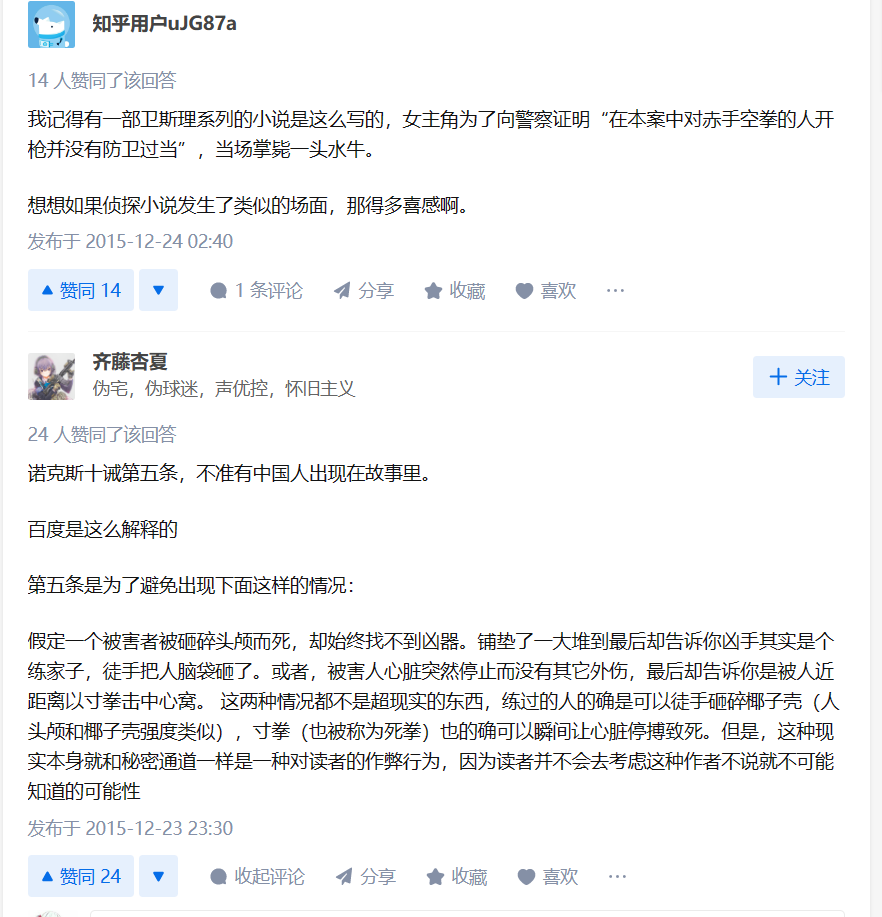 知乎用户uJG87a
14 人赞同了该回答
我记得有一部卫斯理系列的小说是这么写的，女主角为了向警察证明“在本案中对赤手空拳的人开
枪并没有防卫过当”，当场掌毙一头水牛。
想想如果侦探小说发生了类似的场面，那得多喜感啊。
发布于 2015-12-24 02:40
赞同 14 1 条评论 分享 收藏 喜欢 ···
齐藤杏夏
伪宅，伪球迷，声优控，怀旧主义
+ 关注
24 人赞同了该回答
诺克斯十诫第五条，不准有中国人出现在故事里。
百度是这么解释的
第五条是为了避免出现下面这样的情况：
假定一个被害者被砸碎头颅而死，却始终找不到凶器。铺垫了一大堆到最后却告诉你凶手其实是个
练家子，徒手把人脑袋砸了。或者，被害人心脏突然停止而没有其它外伤，最后却告诉你是被人近
距离以寸拳击中心窝。 这两种情况都不是超现实的东西，练过的人的确是可以徒手砸碎椰子壳（人
头颅和椰子壳强度类似），寸拳（也被称为死拳）也的确可以瞬间让心脏停搏致死。但是，这种现
实本身就和秘密通道一样是一种对读者的作弊行为，因为读者并不会去考虑这种作者不说就不可能
知道的可能性
发布于 2015-12-23 23:30
赞同 24 收起评论 分享 收藏 喜欢 ···